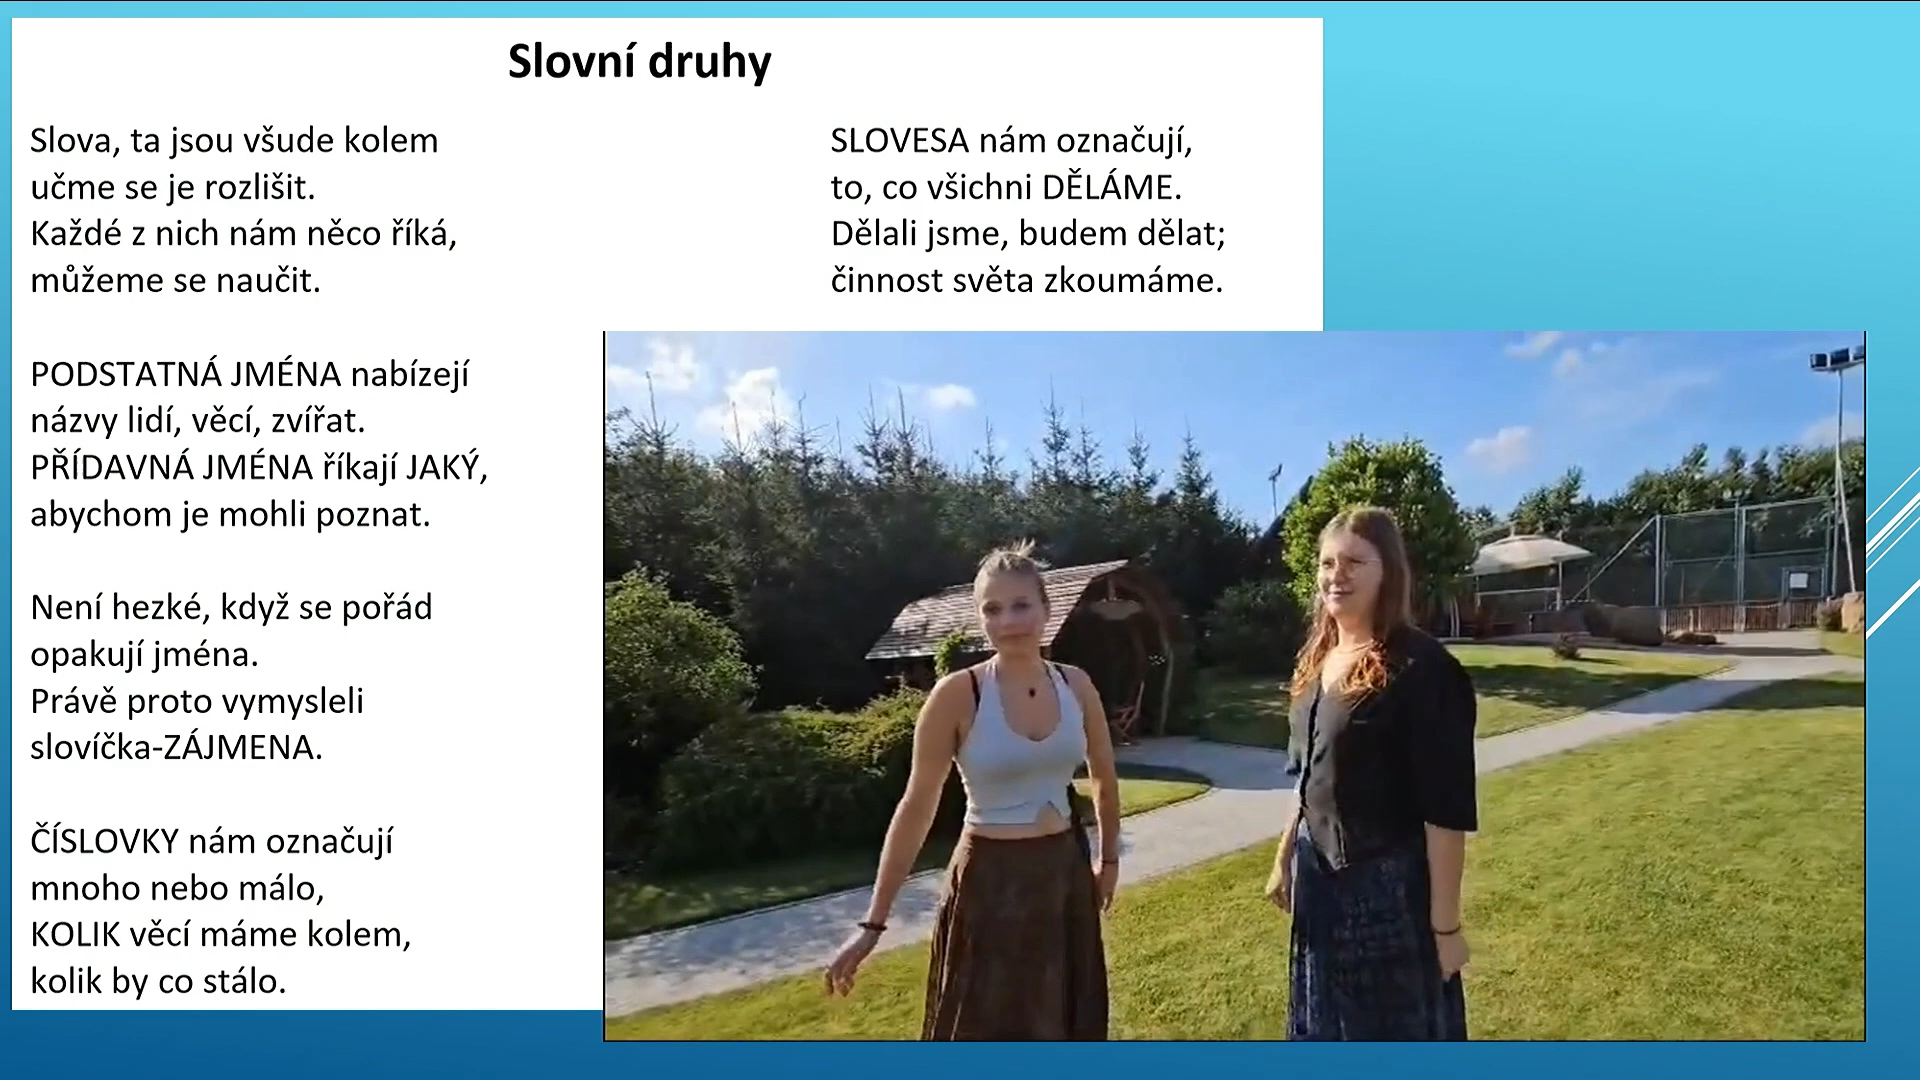 Slovní druhy
Slova, ta jsou všude kolem
učme se je rozlišit.
Každé z nich nám něco říká,
můžeme se naučit.
PODSTATNÁ JMÉNA nabízejí
názvy lidí, věcí, zvířat.
PŘÍDAVNÁ JMÉNA říkají JAKÝ,
abychom je mohli poznat.
Není hezké, když se pořád
opakují jména.
Právě proto vymysleli
slovíčka-ZÁJMENA.
ČÍSLOVKY nám označují
mnoho nebo málo,
KOLIK věcí máme kolem,
kolik by co stálo.
SLOVESA nám označují,
to, co všichni DĚLÁME.
Dělali jsme, budem dělat;
činnost světa zkoumáme.